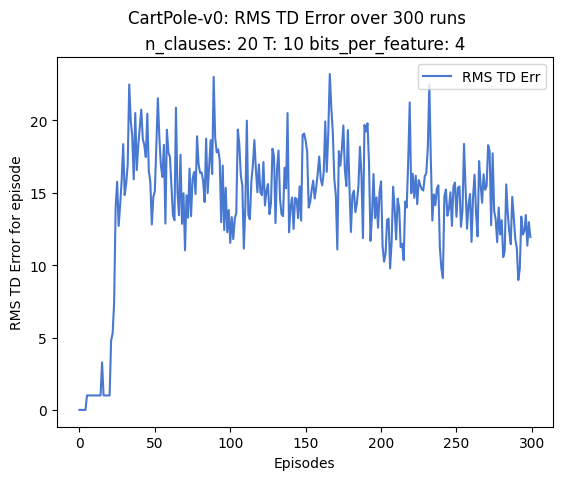 CartPole-v0: RMS TD Error over 300 runs
n_clauses: 20 T: 10 bits_per_feature: 4
RMS TD Err
RMS TD Error for episode
20
15
10
5
0
0 50 100 150 200 250 300
Episodes